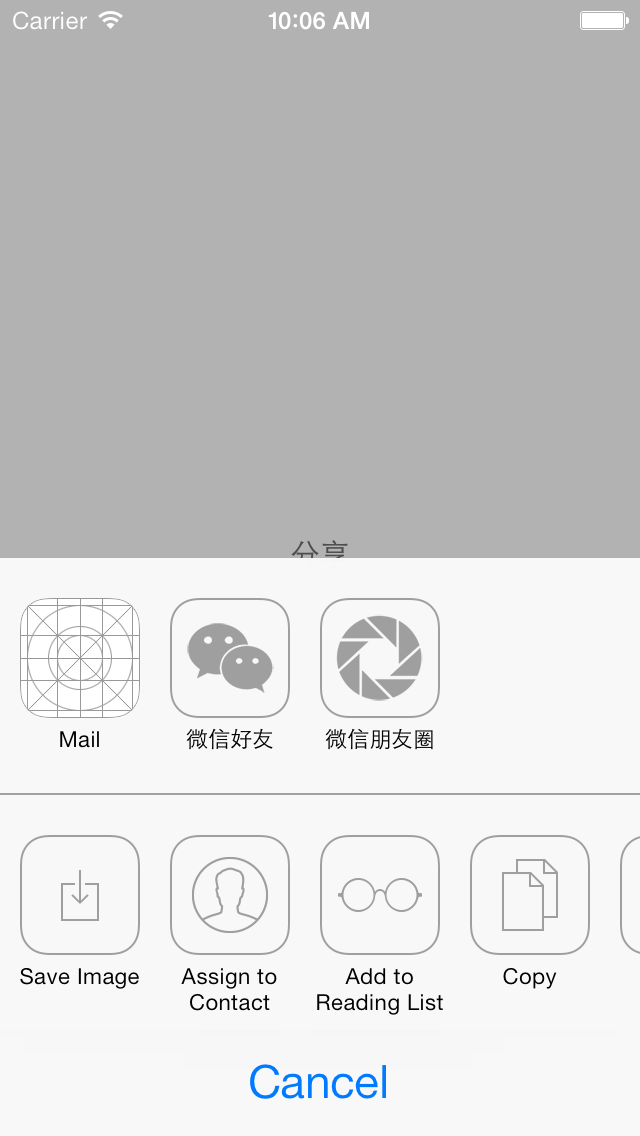 Carrier 10:06 AM
分享
Mail 微信好友 微信朋友圈
Save Image Assign to Add to Copy
Contact Reading List
Cancel